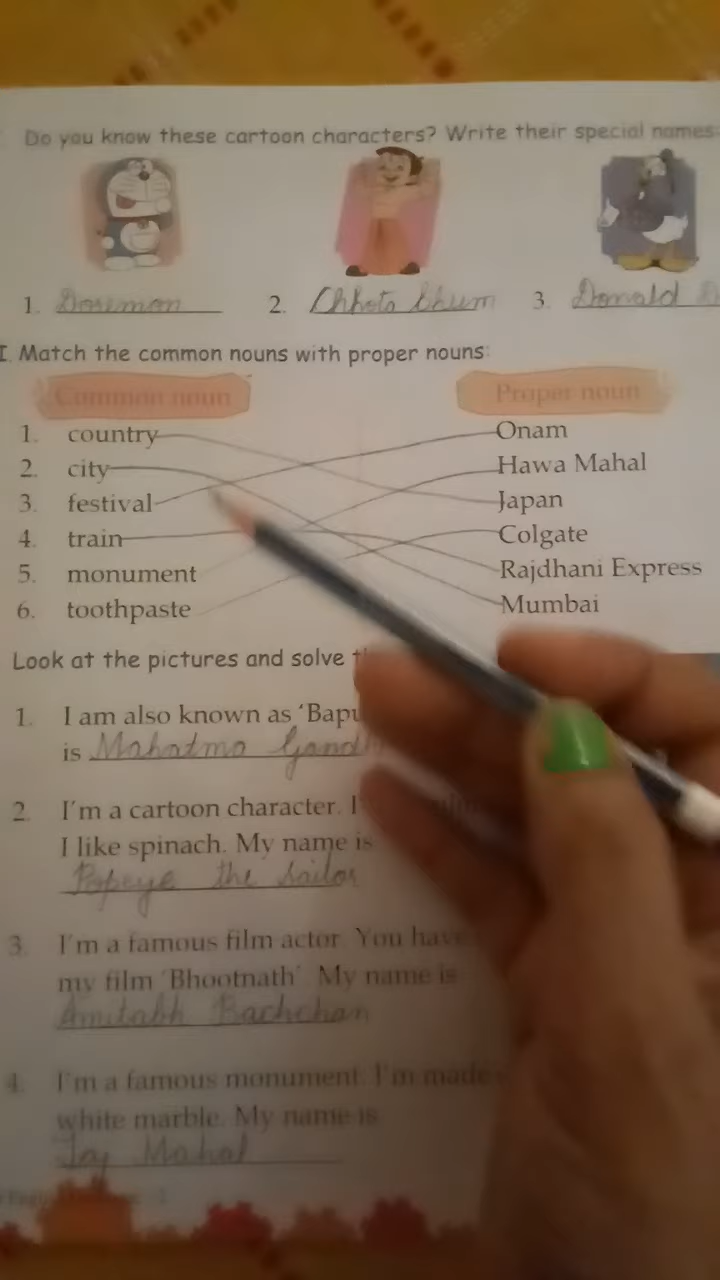 Do you know these cartoon characters? Write their special names:
1. Doremon 2. Chhota bhum 3. Donald
I. Match the common nouns with proper nouns:
Common noun Proper noun
1. country Onam
2. city Hawa Mahal
3. festival Japan
4. train Colgate
5. monument Rajdhani Express
6. toothpaste Mumbai
Look at the pictures and solve
1. I am also known as 'Bapu
is Mahatma Gandh
2. I'm a cartoon character. I
I like spinach. My name is
Popeye the sailor
3. I'm a famous film actor. You have
my film 'Bhootnath'. My name is
Amitabh Bachchan
4. I'm a famous monument. I'm made
white marble. My name is
Taj Mahal